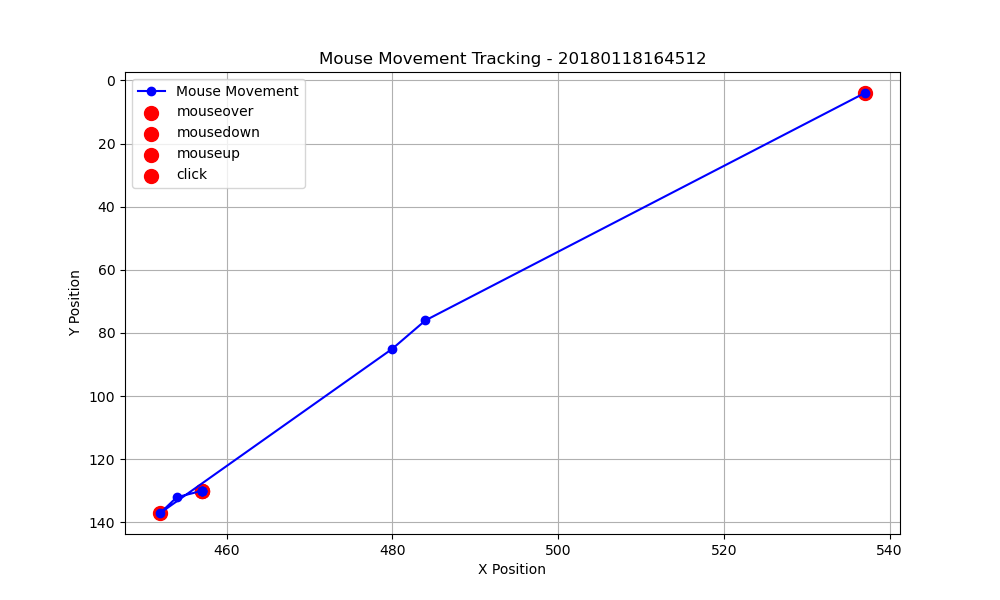 Mouse Movement Tracking - 20180118164512
Mouse Movement
mouseover
mousedown
mouseup
click
0
20
40
60
80
100
120
140
Y Position
460
480
500
520
540
X Position